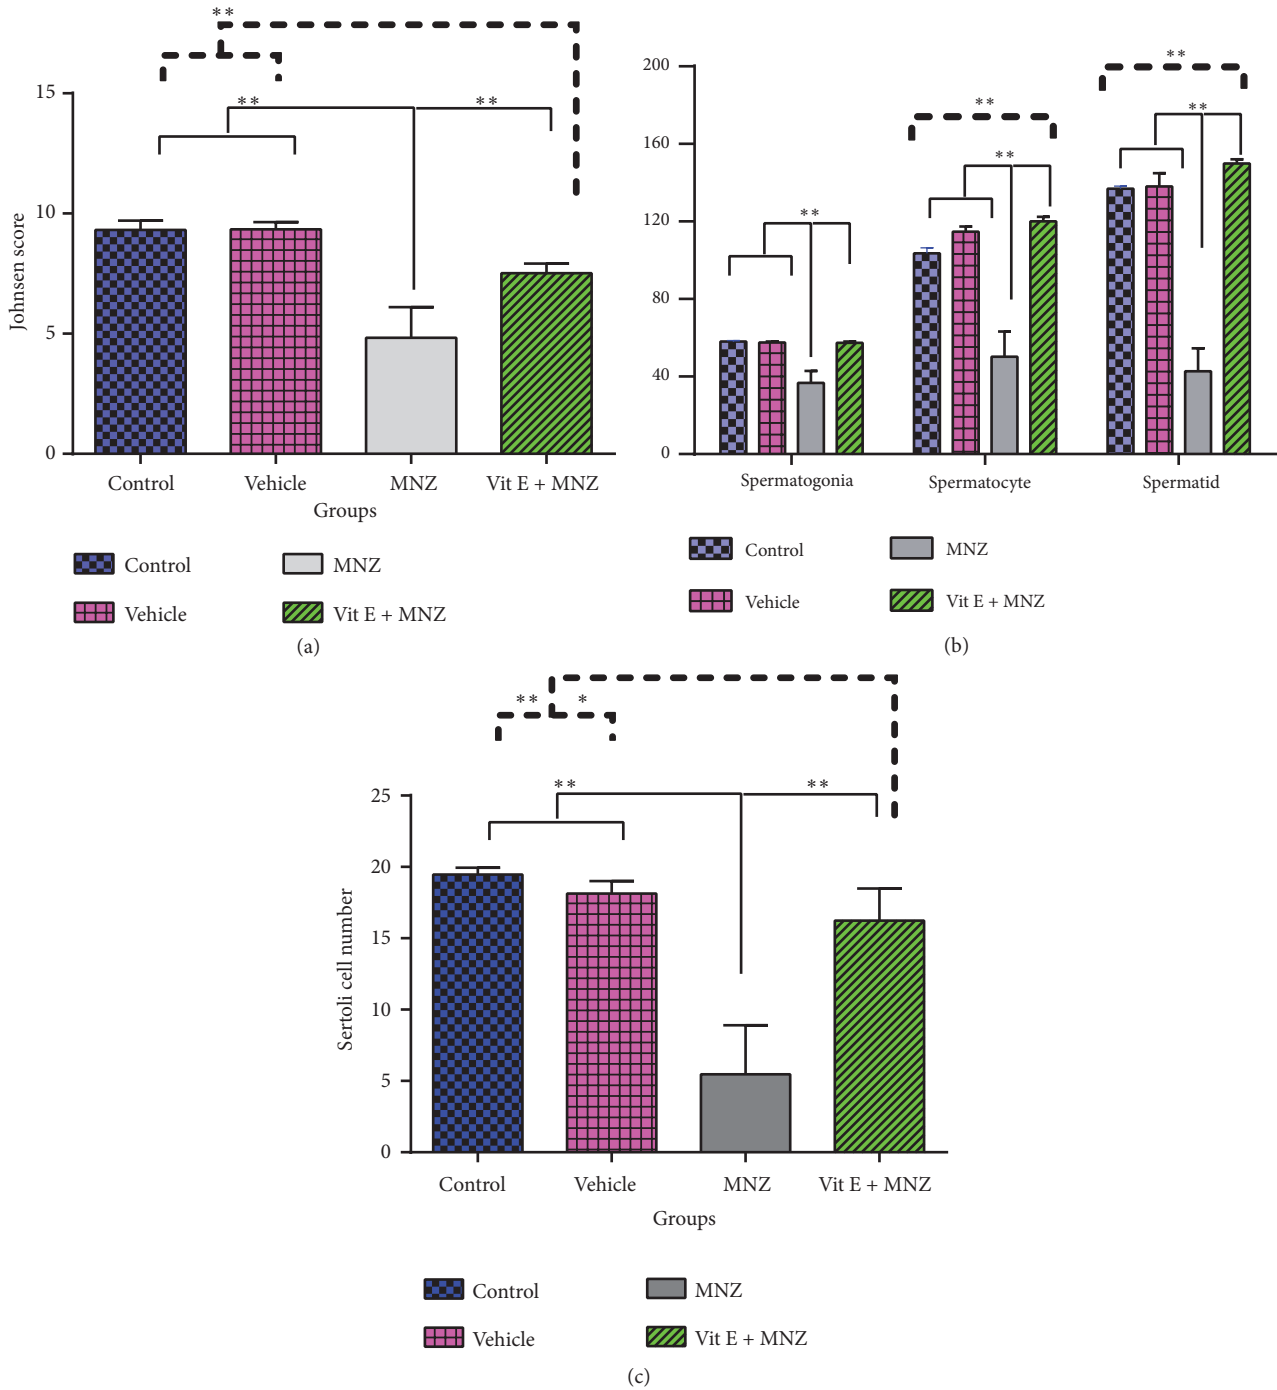 **
15
**
**
10
5
0
Johnsen score
Control
Vehicle
MNZ
Vit E + MNZ
Groups
Control
MNZ
Vehicle
Vit E + MNZ
(a)
200
**
160
**
**
120
**
**
80
40
0
Spermatogonia
Spermatocyte
Spermatid
Control
MNZ
Vehicle
Vit E + MNZ
(b)
**
*
25
**
**
20
15
10
5
0
Sertoli cell number
Control
Vehicle
MNZ
Vit E + MNZ
Groups
Control
MNZ
Vehicle
Vit E + MNZ
(c)